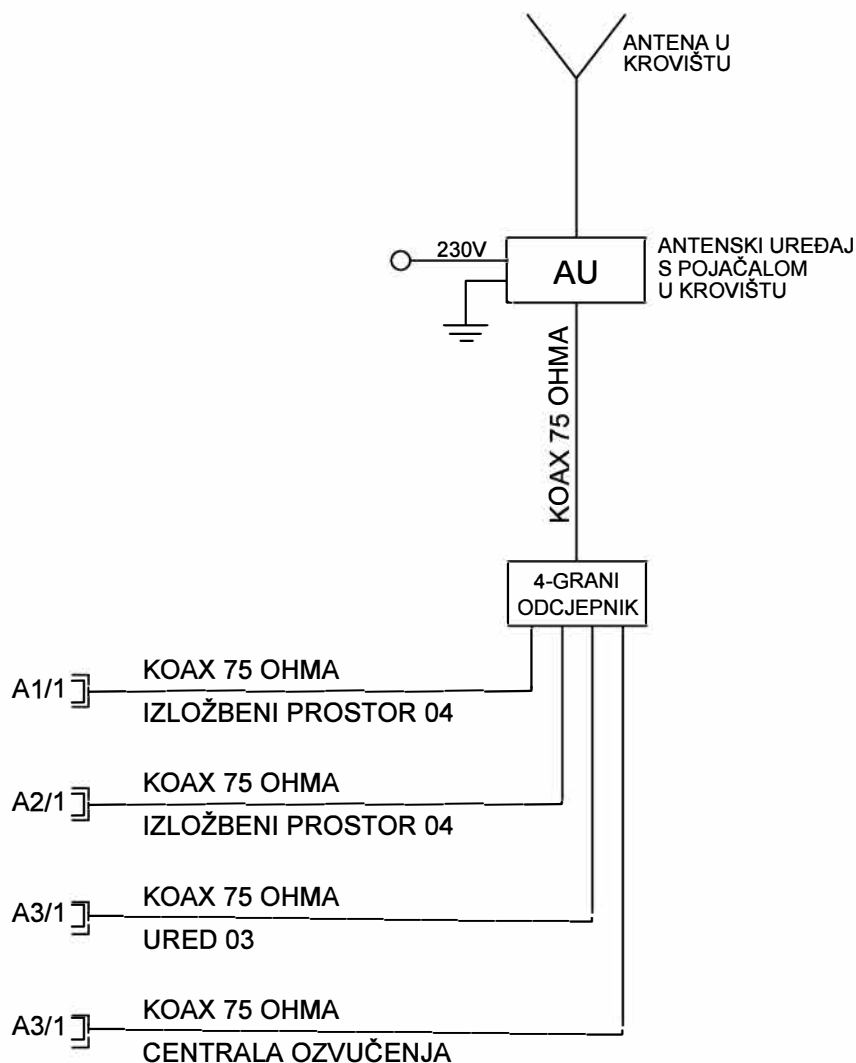 ANTENA U
KROVIŠTU
230V
AU
ANTENSKI UREĐAJ
S POJAČALOM
U KROVIŠTU
KOAX 75 OHMA
4-GRANI
ODCJEPNIK
A1/1
KOAX 75 OHMA
IZLOŽBENI PROSTOR 04
A2/1
KOAX 75 OHMA
IZLOŽBENI PROSTOR 04
A3/1
KOAX 75 OHMA
URED 03
A3/1
KOAX 75 OHMA
CENTRALA OZVUČENJA